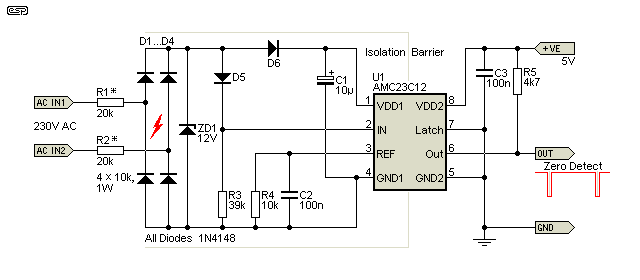 esp
D1...D4
D6
Isolation Barrier
+VE
5V
D5
C1
10µ
U1
AMC23C12
C3
100n
R5
4k7
AC IN1
R1*
20k
230V AC
ZD1
12V
1
VDD1
VDD2
8
2
IN
Latch
7
AC IN2
R2*
20k
3
REF
Out
6
OUT
Zero Detect
4 × 10k,
1W
4
GND1
GND2
5
R3
39k
R4
10k
C2
100n
GND
All Diodes 1N4148